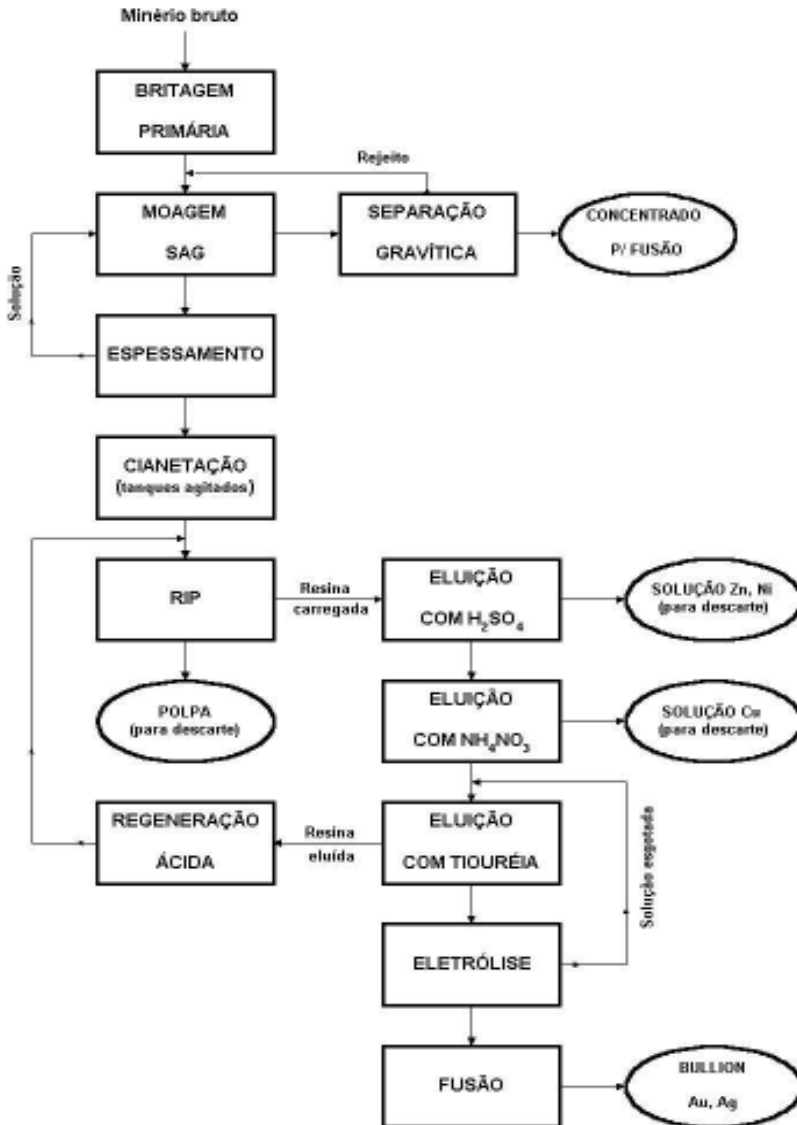 Minério bruto
BRITAGEM
PRIMÁRIA
Rejeito
MOAGEM
SAG
SEPARAÇÃO
GRAVÍTICA
CONCENTRADO
P/ FUSÃO
Solução
ESPESSAMENTO
CIANETAÇÃO
(tanques agitados)
RIP
Resina
carregada
ELUIÇÃO
COM H₂SO₄
SOLUÇÃO Zn, Ni
(para descarte)
POLPA
(para descarte)
ELUIÇÃO
COM NH₄NO₃
SOLUÇÃO Cu
(para descarte)
REGENERAÇÃO
ÁCIDA
Resina
eluída
ELUIÇÃO
COM TIOURÉIA
Solução esgotada
ELETRÓLISE
FUSÃO
BULLION
Au, Ag